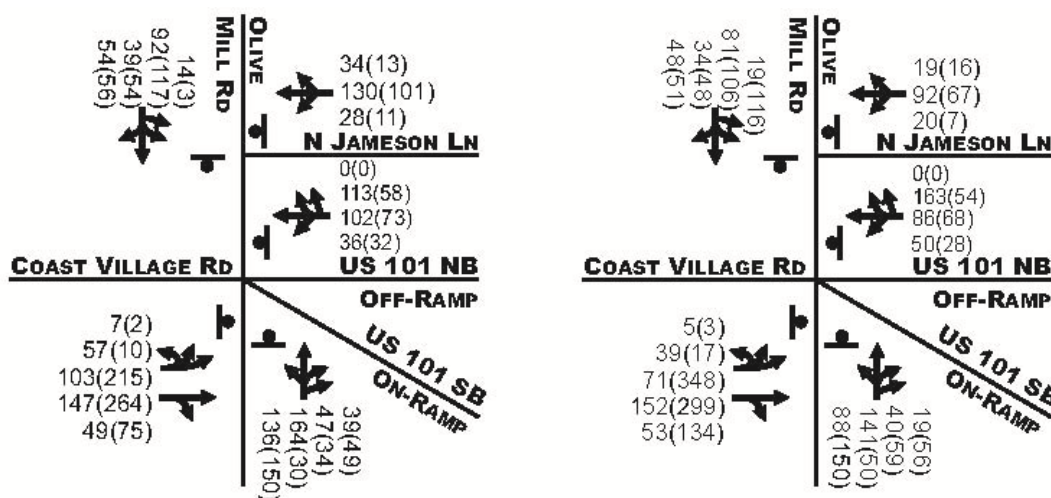 MILL RD
OLIVE
54(56)
39(54)
92(117)
14(3)
34(13)
130(101)
28(11)
N JAMESON LN
0(0)
113(58)
102(73)
36(32)
COAST VILLAGE RD
US 101 NB
OFF-RAMP
US 101 SB
ON-RAMP
7(2)
57(10)
103(215)
147(264)
49(75)
136(150)
164(30)
47(34)
39(49)
MILL RD
OLIVE
48(51)
34(48)
81(106)
19(116)
19(16)
92(67)
20(7)
N JAMESON LN
0(0)
163(54)
86(68)
50(28)
COAST VILLAGE RD
US 101 NB
OFF-RAMP
US 101 SB
ON-RAMP
5(3)
39(17)
71(348)
152(299)
53(134)
88(150)
141(50)
40(59)
19(56)